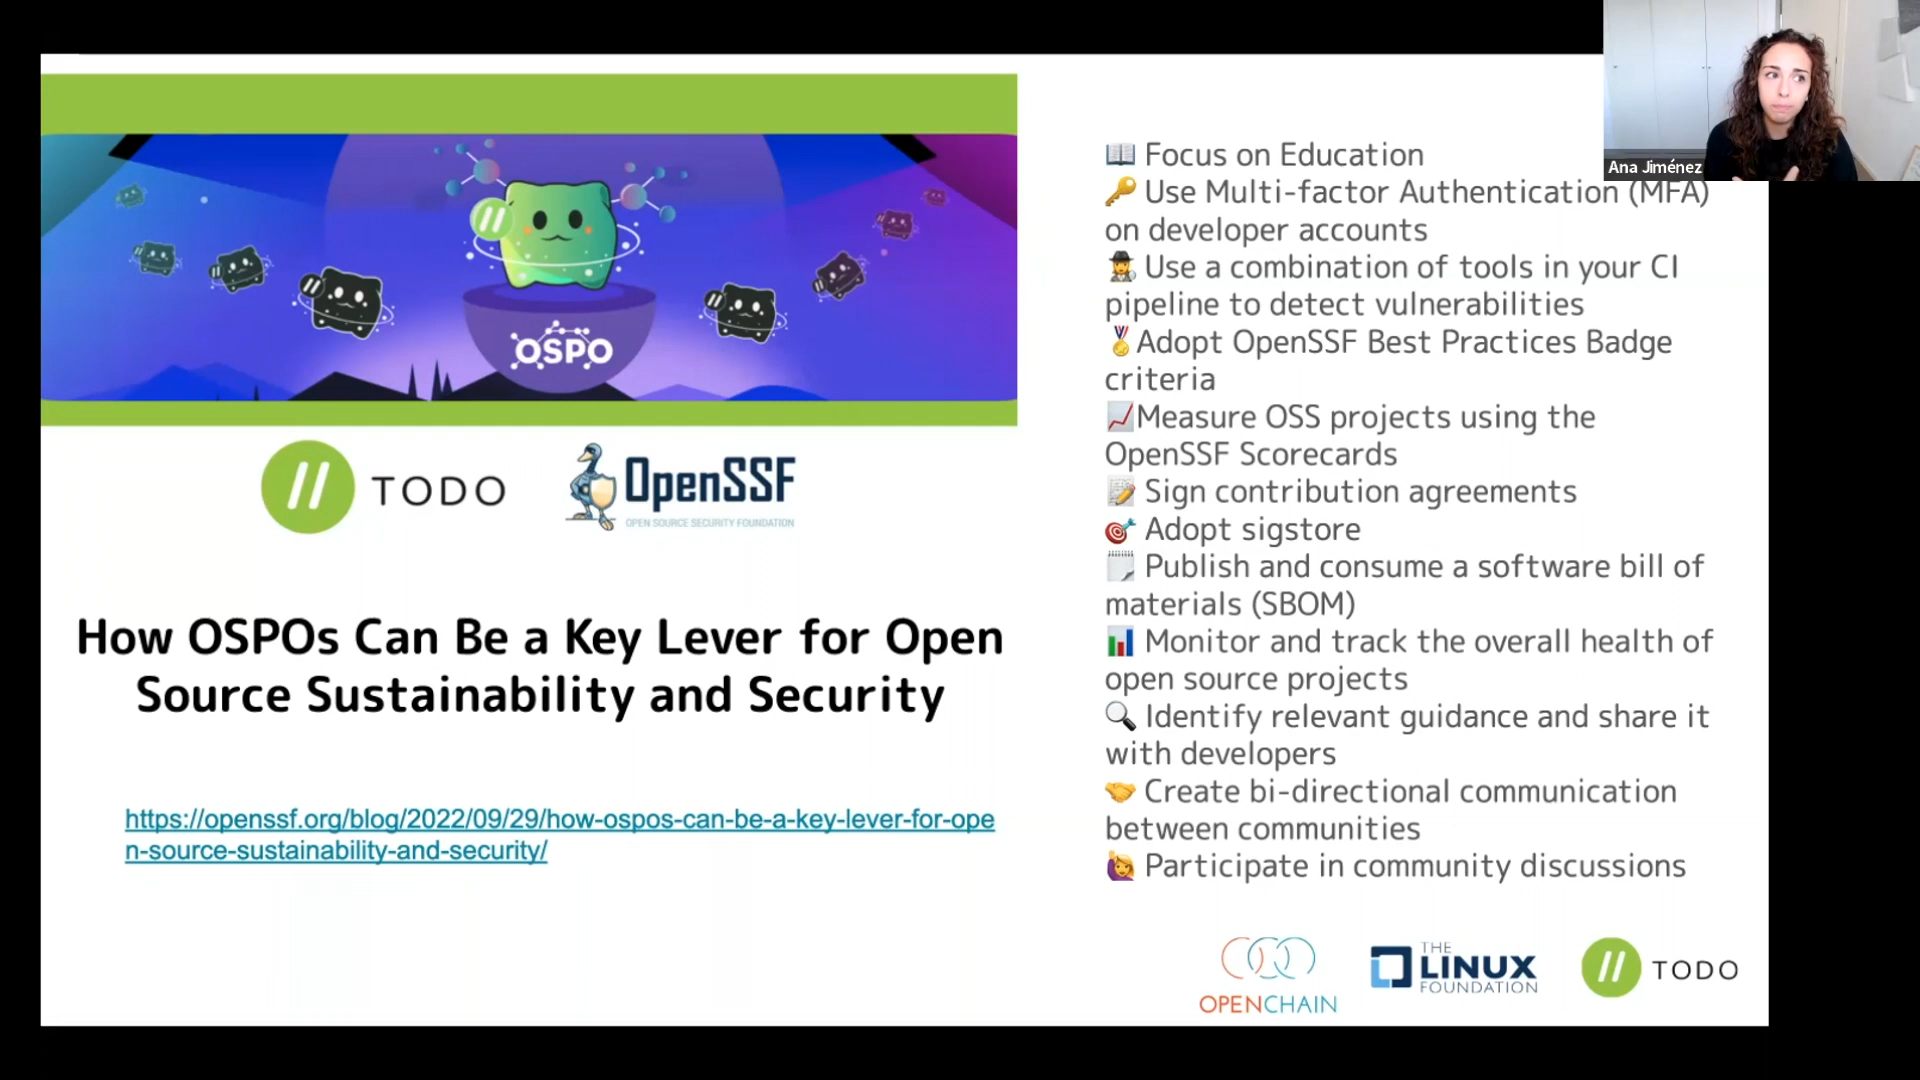 Ana Jiménez
OSPO
TODO
OpenSSF
OPEN SOURCE SECURITY FOUNDATION
How OSPOs Can Be a Key Lever for Open
Source Sustainability and Security
https://openssf.org/blog/2022/09/29/how-ospos-can-be-a-key-lever-for-ope
n-source-sustainability-and-security/
Focus on Education
Use Multi-factor Authentication (MFA)
on developer accounts
Use a combination of tools in your CI
pipeline to detect vulnerabilities
Adopt OpenSSF Best Practices Badge
criteria
Measure OSS projects using the
OpenSSF Scorecards
Sign contribution agreements
Adopt sigstore
Publish and consume a software bill of
materials (SBOM)
Monitor and track the overall health of
open source projects
Identify relevant guidance and share it
with developers
Create bi-directional communication
between communities
Participate in community discussions
OPENCHAIN
THE
LINUX
FOUNDATION
TODO